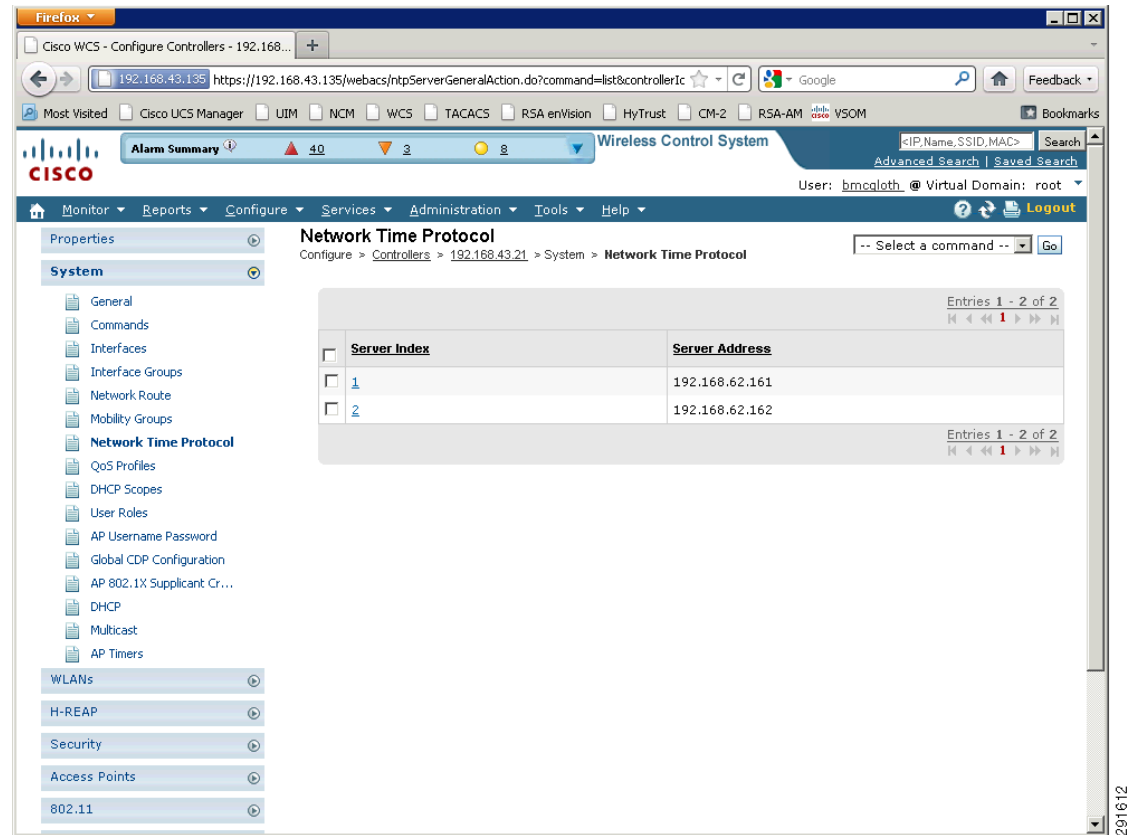 Firefox
Cisco WCS - Configure Controllers - 192.168...
192.168.43.135 https://192.168.43.135/webacs/ntpServerGeneralAction.do?command=list&controllerIc
Google
Feedback
Most Visited Cisco UCS Manager UIM NCM WCS TACACS RSA enVision HyTrust CM-2 RSA-AM VSOM Bookmarks
CISCO
Alarm Summary 40 3 8
Wireless Control System
<IP,Name,SSID,MAC> Search
Advanced Search | Saved Search
User: bmcgloth @ Virtual Domain: root
Monitor Reports Configure Services Administration Tools Help Logout
Properties
System
General
Commands
Interfaces
Interface Groups
Network Route
Mobility Groups
Network Time Protocol
QoS Profiles
DHCP Scopes
User Roles
AP Username Password
Global CDP Configuration
AP 802.1X Supplicant Cr...
DHCP
Multicast
AP Timers
WLANs
H-REAP
Security
Access Points
802.11
Network Time Protocol
Configure > Controllers > 192.168.43.21 > System > Network Time Protocol
-- Select a command -- Go
Entries 1 - 2 of 2
1
Server Index Server Address
1 192.168.62.161
2 192.168.62.162
Entries 1 - 2 of 2
1
291612